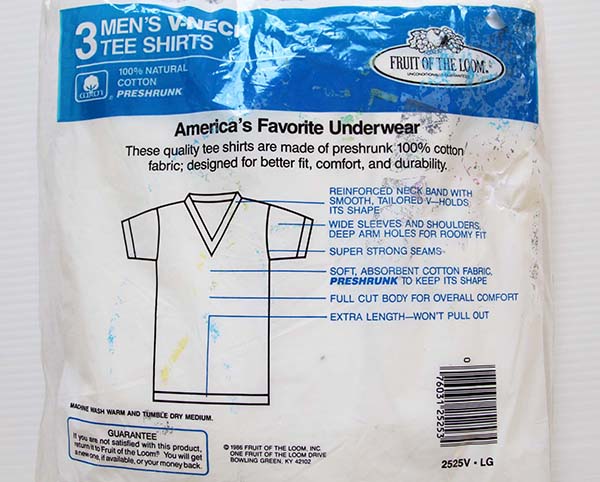 3 MEN'S V-NECK
TEE SHIRTS
100% NATURAL
COTTON
PRESHRUNK
cotton
FRUIT OF THE LOOM®
UNCONDITIONALLY GUARANTEED
America's Favorite Underwear
These quality tee shirts are made of preshrunk 100% cotton
fabric; designed for better fit, comfort, and durability.
REINFORCED NECK BAND WITH
SMOOTH, TAILORED V—HOLDS
ITS SHAPE
WIDE SLEEVES AND SHOULDERS,
DEEP ARM HOLES FOR ROOMY FIT
SUPER STRONG SEAMS
SOFT, ABSORBENT COTTON FABRIC,
PRESHRUNK TO KEEP ITS SHAPE
FULL CUT BODY FOR OVERALL COMFORT
EXTRA LENGTH—WON'T PULL OUT
MACHINE WASH WARM AND TUMBLE DRY MEDIUM.
GUARANTEE
If you are not satisfied with this product,
return it to Fruit of the Loom® You will get
a new one, if available, or your money back.
© 1986 FRUIT OF THE LOOM, INC
ONE FRUIT OF THE LOOM DRIVE
BOWLING GREEN, KY 42102
0 76031 25253
2525V • LG